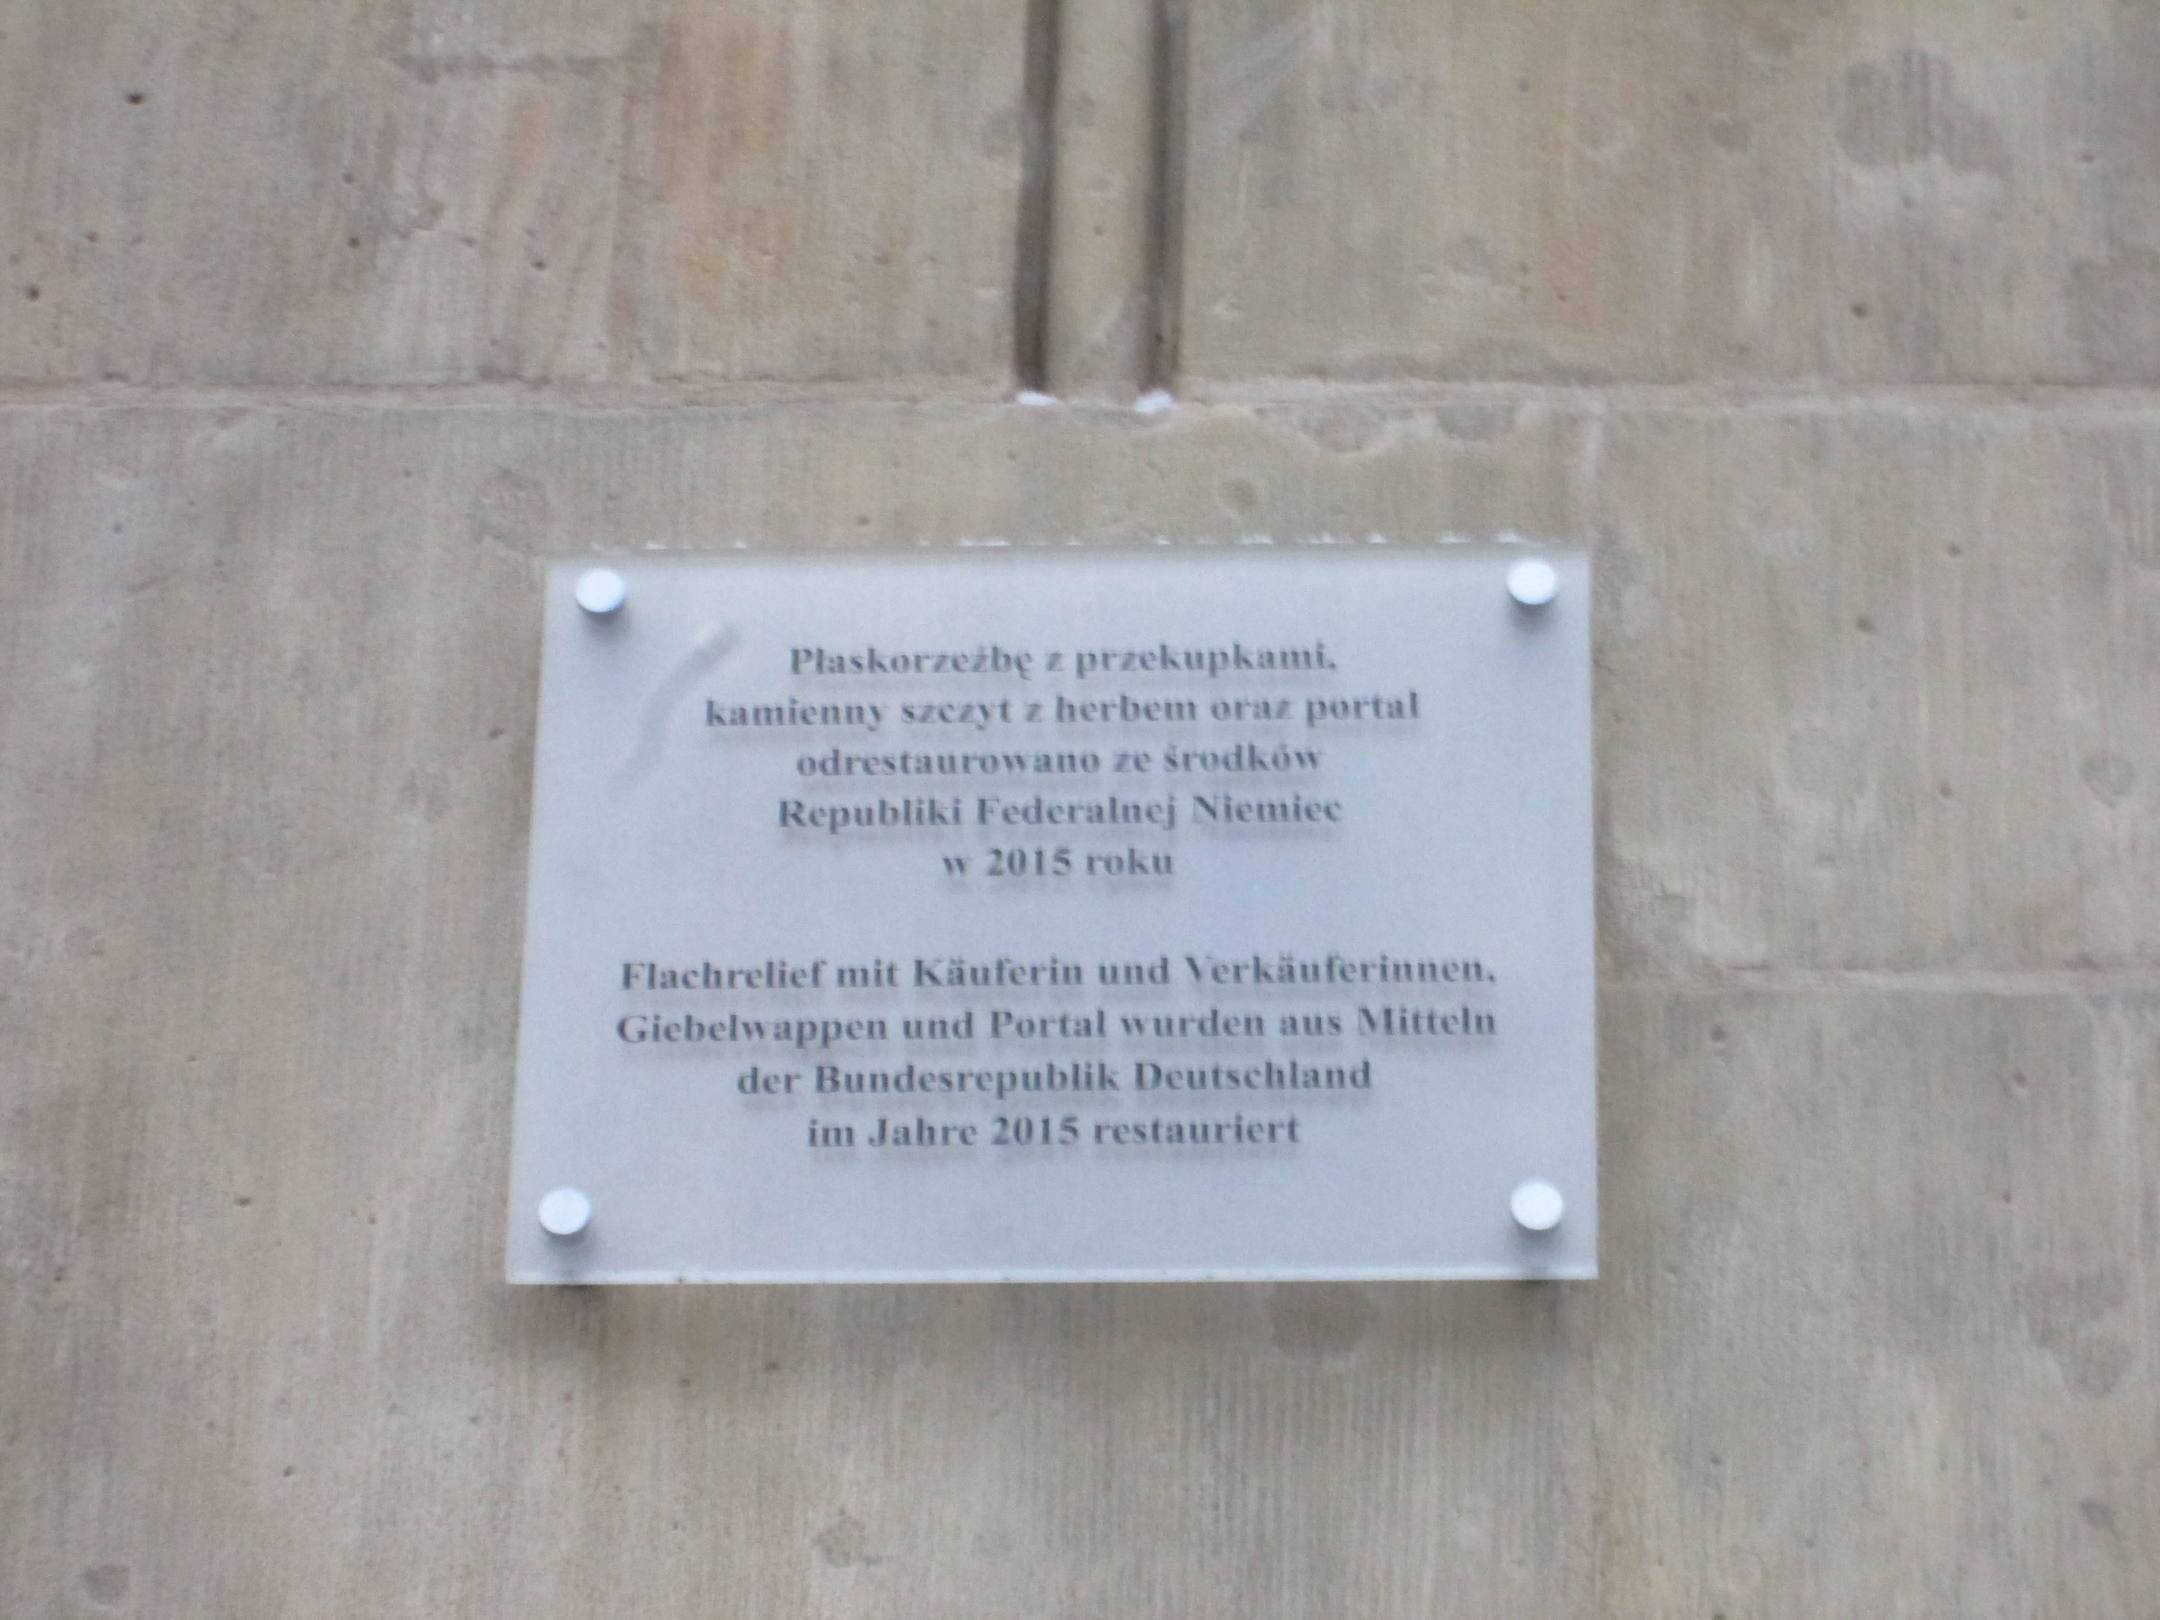 Płaskorzeźbę z przekupkami,
kamienny szczyt z herbem oraz portal
odrestaurowano ze środków
Republiki Federalnej Niemiec
w 2015 roku
Flachrelief mit Käuferin und Verkäuferinnen,
Giebelwappen und Portal wurden aus Mitteln
der Bundesrepublik Deutschland
im Jahre 2015 restauriert